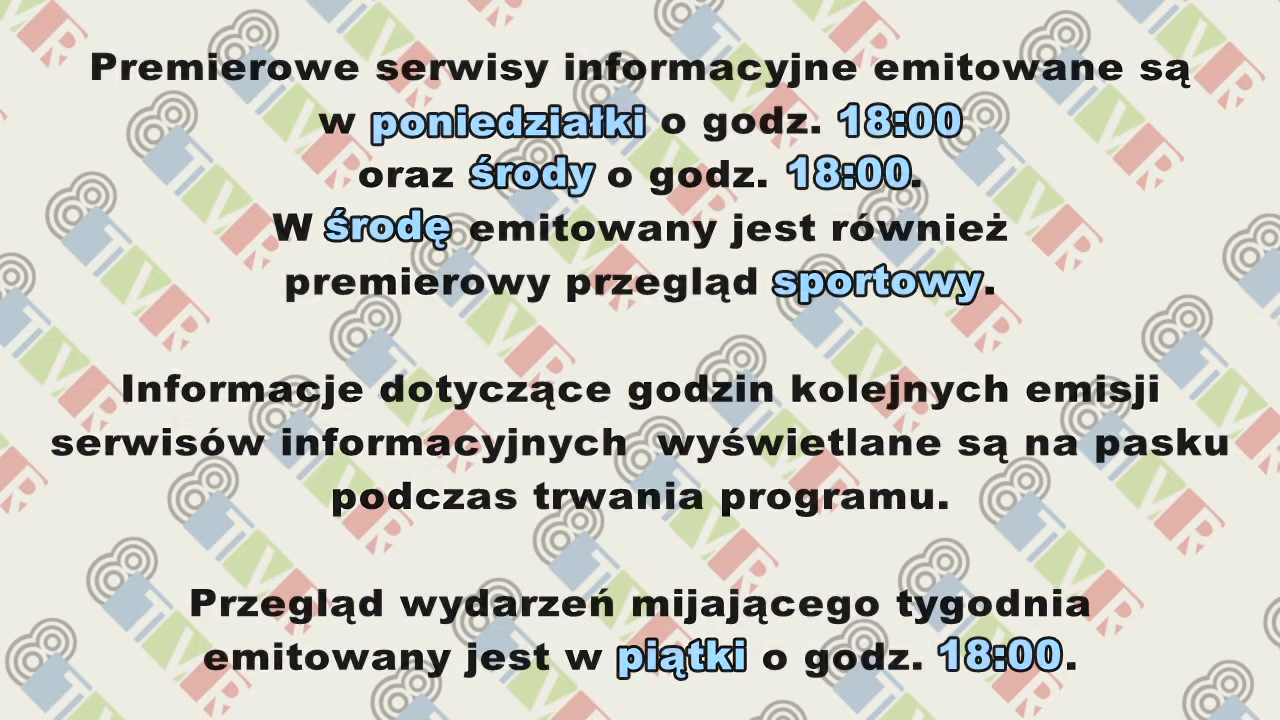 Premierowe serwisy informacyjne emitowane są
w poniedziałki o godz. 18:00
oraz środy o godz. 18:00.
W środę emitowany jest również
premierowy przegląd sportowy.
Informacje dotyczące godzin kolejnych emisji
serwisów informacyjnych wyświetlane są na pasku
podczas trwania programu.
Przegląd wydarzeń mijającego tygodnia
emitowany jest w piątki o godz. 18:00.